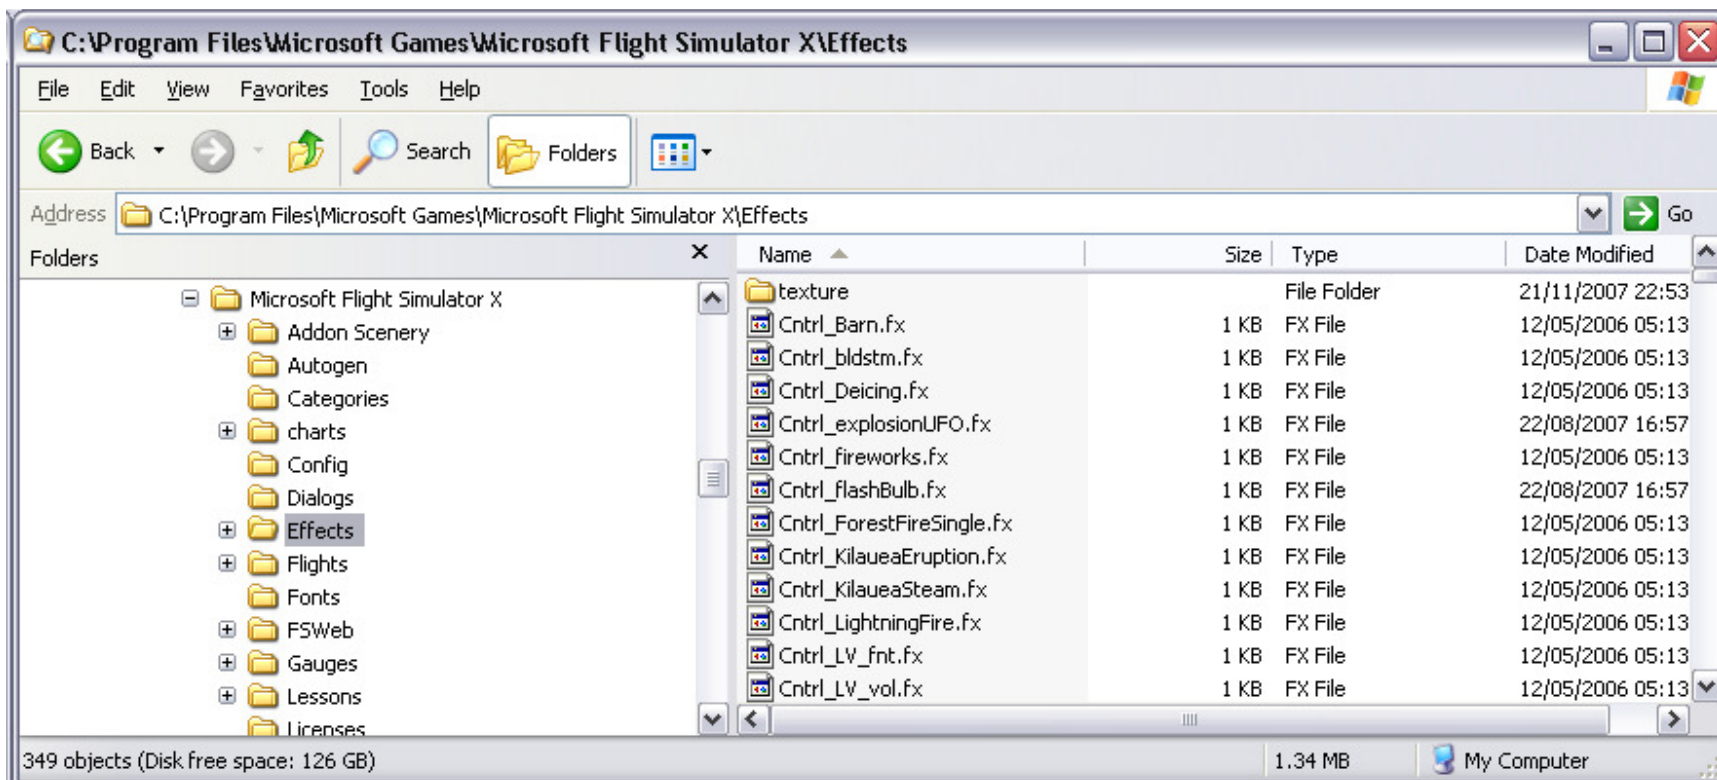 C:\Program Files\Microsoft Games\Microsoft Flight Simulator X\Effects
File Edit View Favorites Tools Help
Back Search Folders
Address C:\Program Files\Microsoft Games\Microsoft Flight Simulator X\Effects Go
Folders
Microsoft Flight Simulator X
Addon Scenery
Autogen
Categories
charts
Config
Dialogs
Effects
Flights
Fonts
FSWeb
Gauges
Lessons
Licenses
Name Size Type Date Modified
texture File Folder 21/11/2007 22:53
Cntrl_Barn.fx 1 KB FX File 12/05/2006 05:13
Cntrl_bldstm.fx 1 KB FX File 12/05/2006 05:13
Cntrl_Deicing.fx 1 KB FX File 12/05/2006 05:13
Cntrl_explosionUFO.fx 1 KB FX File 22/08/2007 16:57
Cntrl_fireworks.fx 1 KB FX File 12/05/2006 05:13
Cntrl_flashBulb.fx 1 KB FX File 22/08/2007 16:57
Cntrl_ForestFireSingle.fx 1 KB FX File 12/05/2006 05:13
Cntrl_KilaueaEruption.fx 1 KB FX File 12/05/2006 05:13
Cntrl_KilaueaSteam.fx 1 KB FX File 12/05/2006 05:13
Cntrl_LightningFire.fx 1 KB FX File 12/05/2006 05:13
Cntrl_LV_fnt.fx 1 KB FX File 12/05/2006 05:13
Cntrl_LV_vol.fx 1 KB FX File 12/05/2006 05:13
349 objects (Disk free space: 126 GB) 1.34 MB My Computer